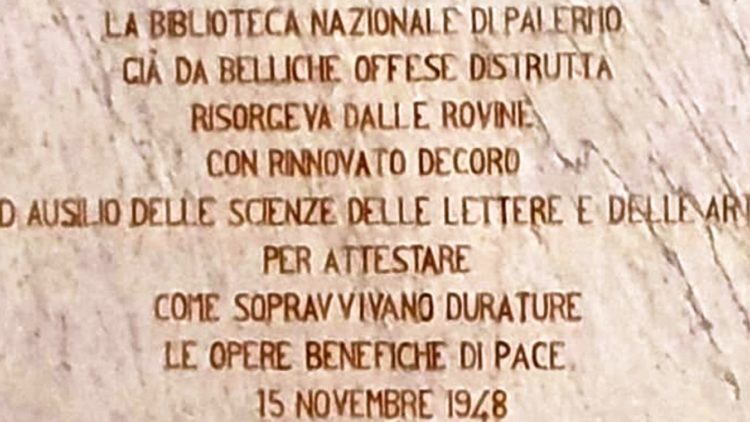 LA BIBLIOTECA NAZIONALE DI PALERMO
GIÀ DA BELLICHE OFFESE DISTRUTTA
RISORGEVA DALLE ROVINE
CON RINNOVATO DECORO
D AUSILIO DELLE SCIENZE DELLE LETTERE E DELLE AR
PER ATTESTARE
COME SOPRAVVIVANO DURATURE
LE OPERE BENEFICHE DI PACE.
15 NOVEMBRE 1948